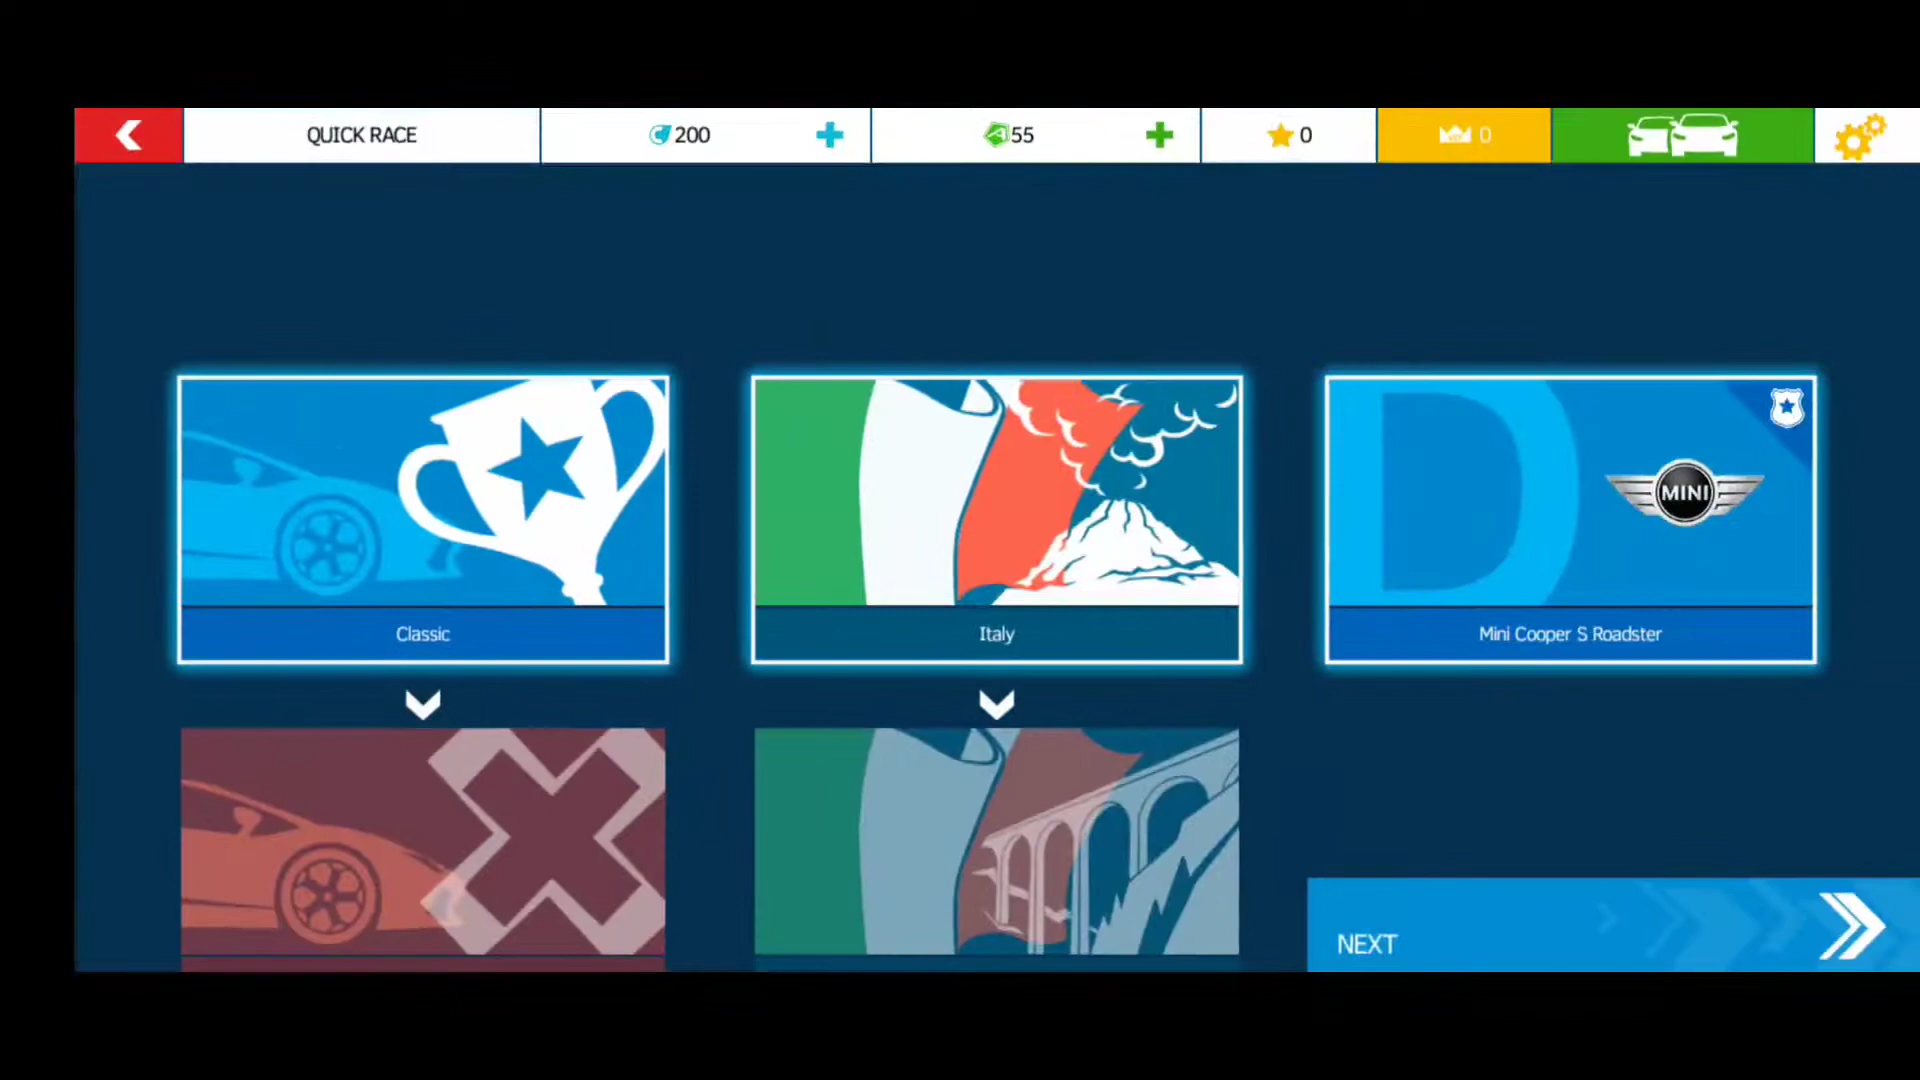 QUICK RACE
200
55
0
0
Classic
Italy
D
MINI
Mini Cooper S Roadster
NEXT